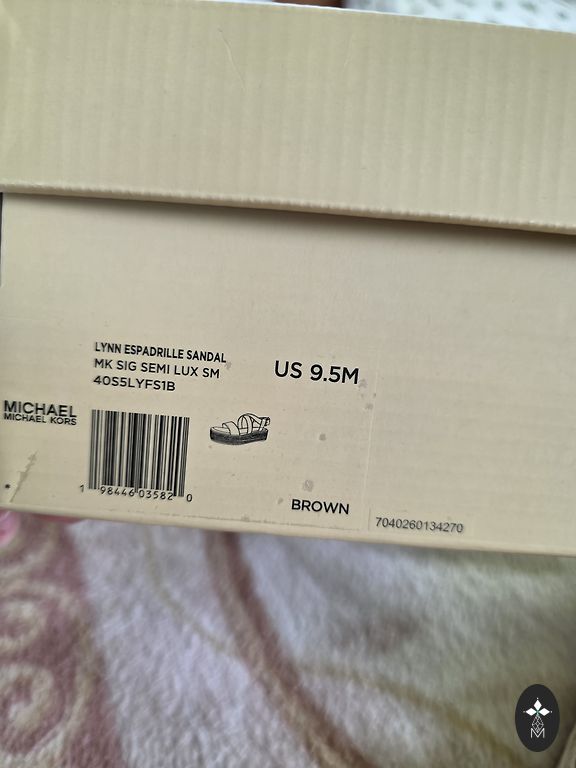 LYNN ESPADRILLE SANDAL
MK SIG SEMI LUX SM
40S5LYFS1B
US 9.5M
MICHAEL
MICHAEL KORS
1 98446 03582 0
BROWN
7040260134270
M